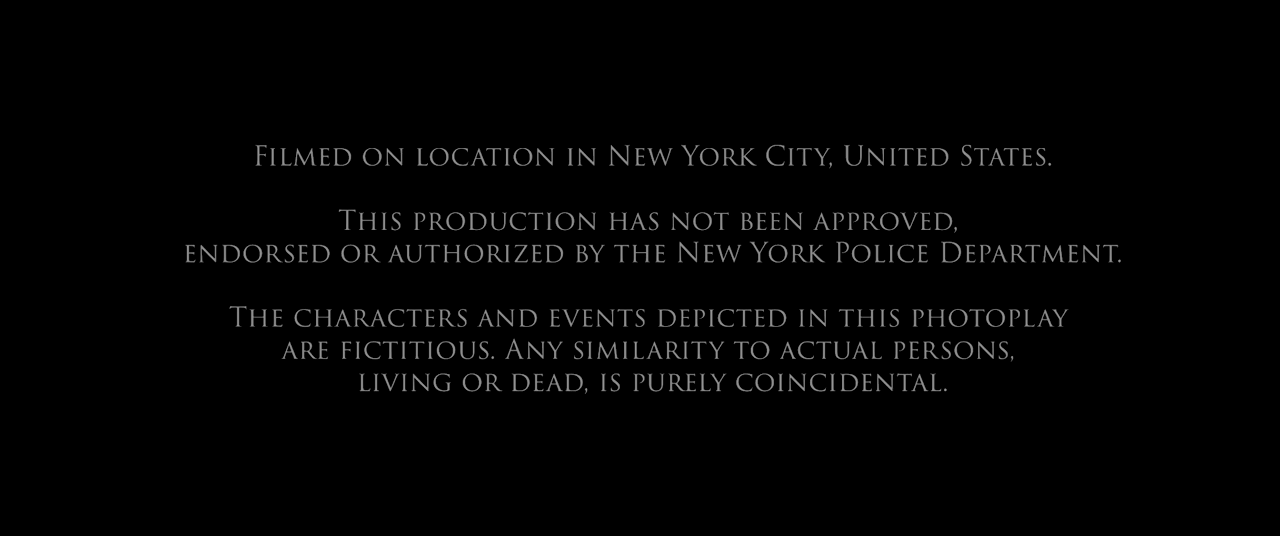 Filmed on location in New York City, United States.
This production has not been approved,
endorsed or authorized by the New York Police Department.
The characters and events depicted in this photoplay
are fictitious. Any similarity to actual persons,
living or dead, is purely coincidental.